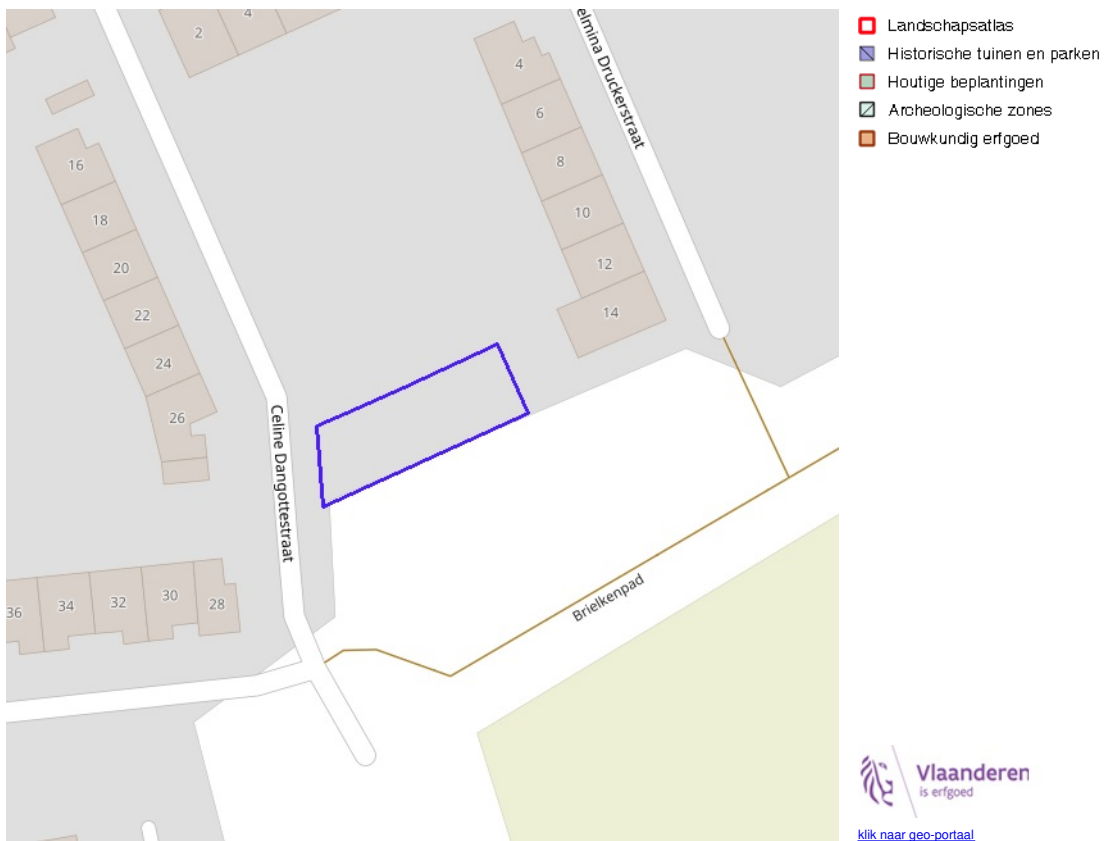 2
4
16
18
20
22
24
26
4
6
8
10
12
14
elmina Druckerstraat
Celine Dangottestraat
Brielkenpad
36
34
32
30
28
Landschapsatlas
Historische tuinen en parken
Houtige beplantingen
Archeologische zones
Bouwkundig erfgoed
Vlaanderen
is erfgoed
klik naar geo-portaal